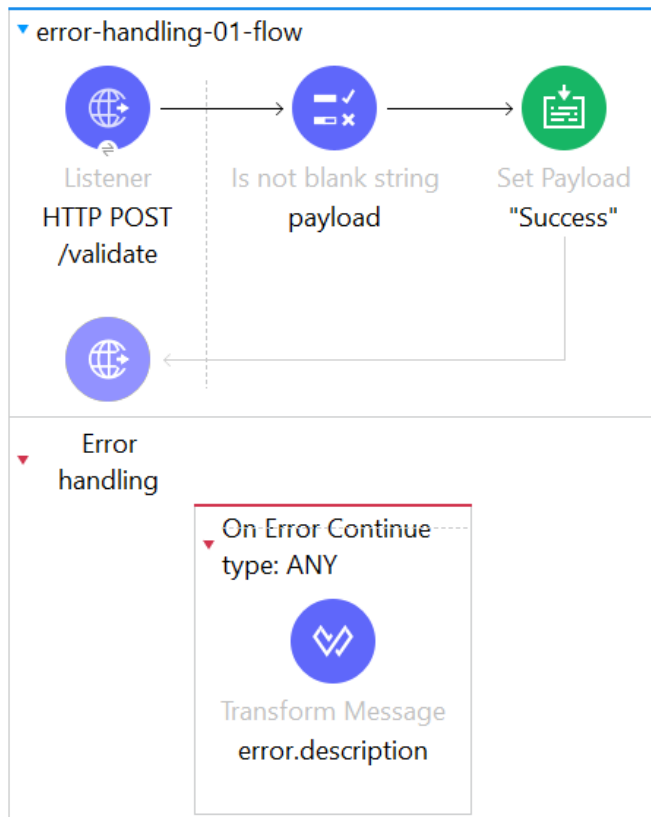 error-handling-01-flow
Listener
Is not blank string
Set Payload
HTTP POST
/validate
payload
"Success"
Error
handling
On Error Continue
type: ANY
Transform Message
error.description